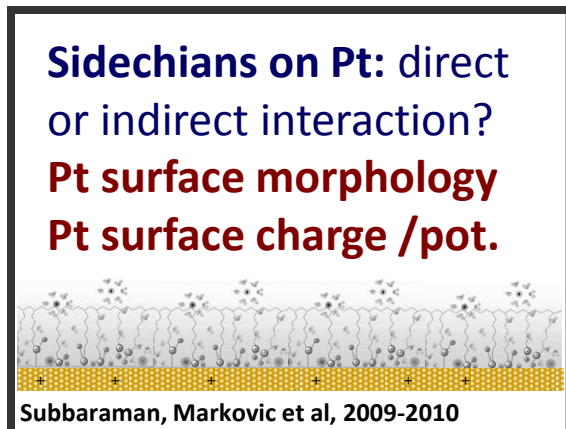 Sidechians on Pt: direct
or indirect interaction?
Pt surface morphology
Pt surface charge /pot.
+ + + + + +
Subbaraman, Markovic et al, 2009-2010